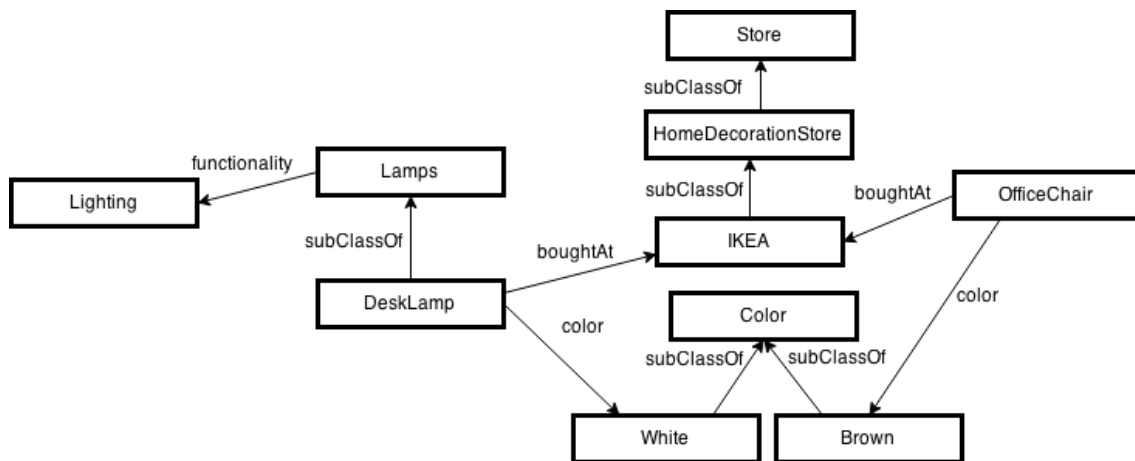 Store
subClassOf
HomeDecorationStore
functionality
Lamps
Lighting
subClassOf
boughtAt
OfficeChair
subClassOf
boughtAt
IKEA
DeskLamp
color
color
Color
subClassOf
subClassOf
White
Brown